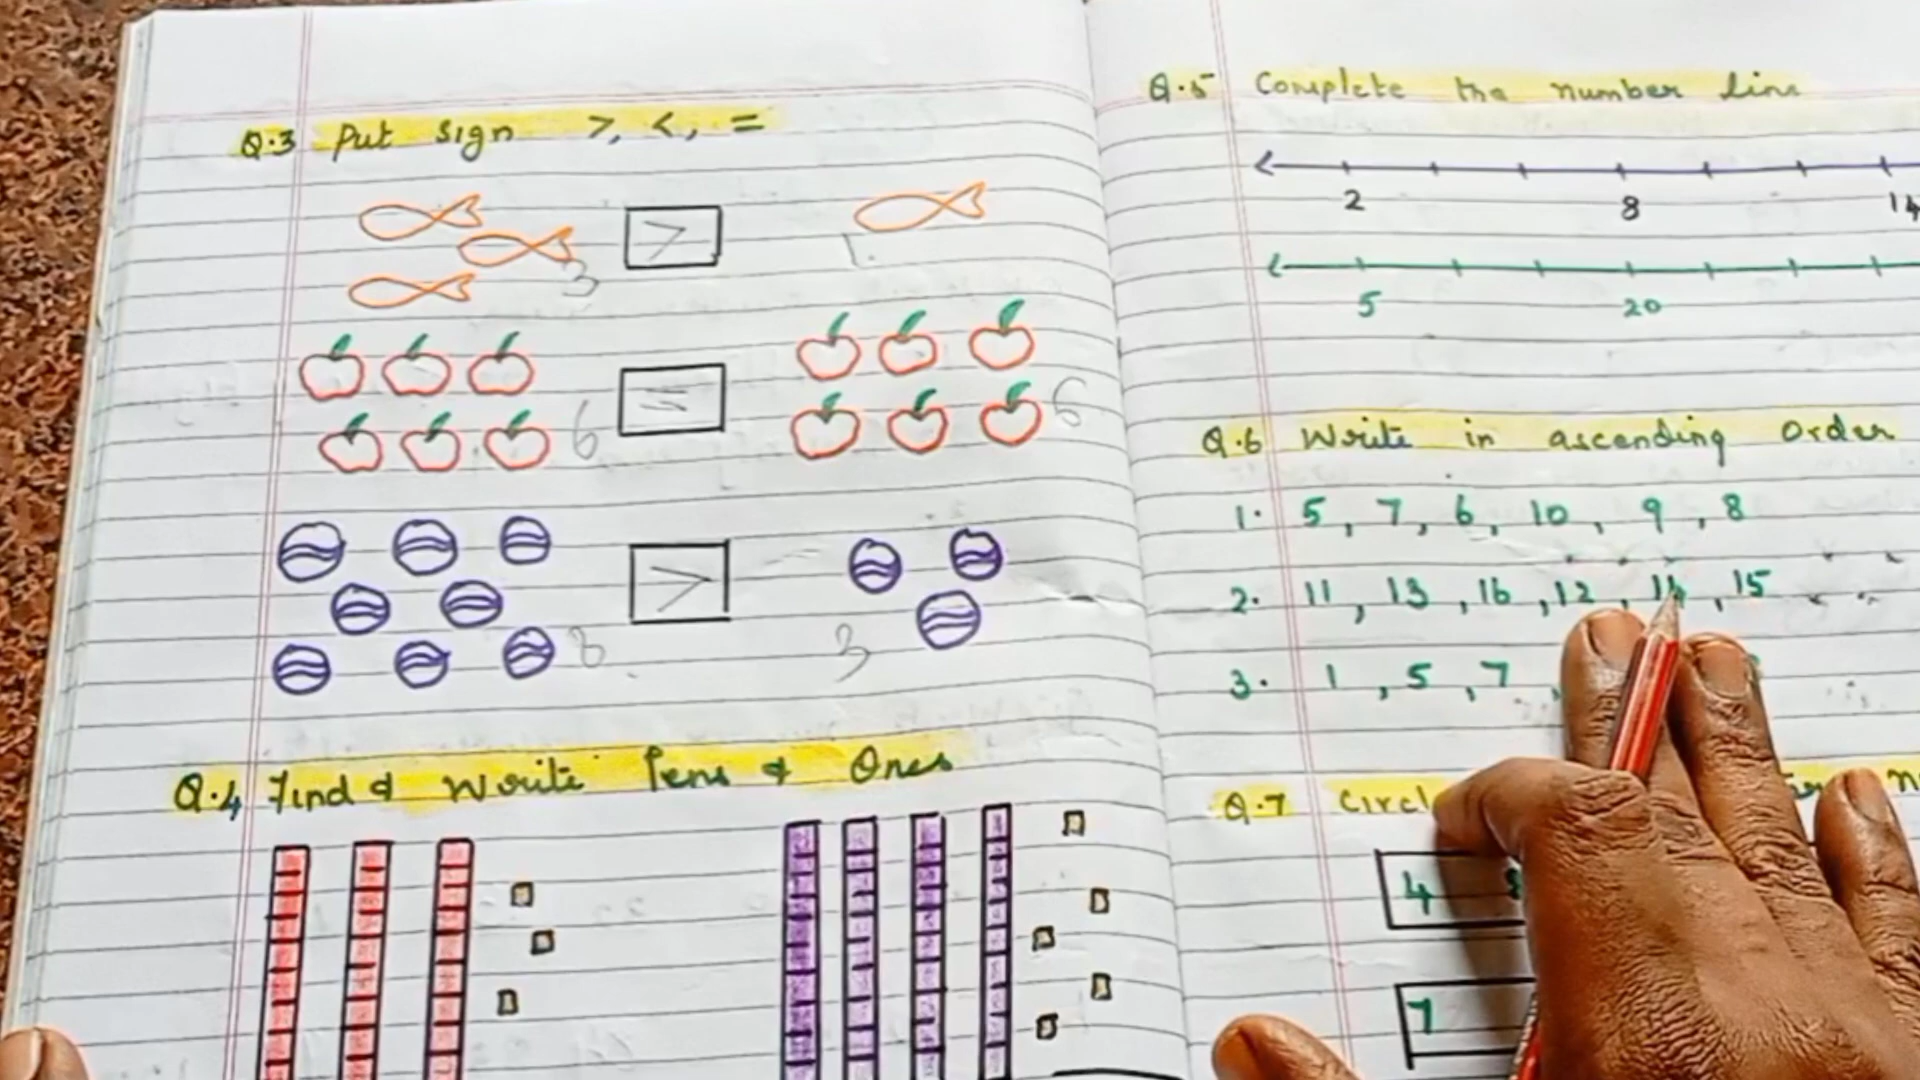 Q.3 Put sign >, <, =
>
3
1
=
6
6
>
8
3
Q.4 Find & Write Tens & Ones
Q.5 Complete the number line
2 8 14
5 20
Q.6 Write in ascending order
1. 5, 7, 6, 10, 9, 8
2. 11, 13, 16, 12, 14, 15
3. 1, 5, 7,
Q.7 Circl
4
7